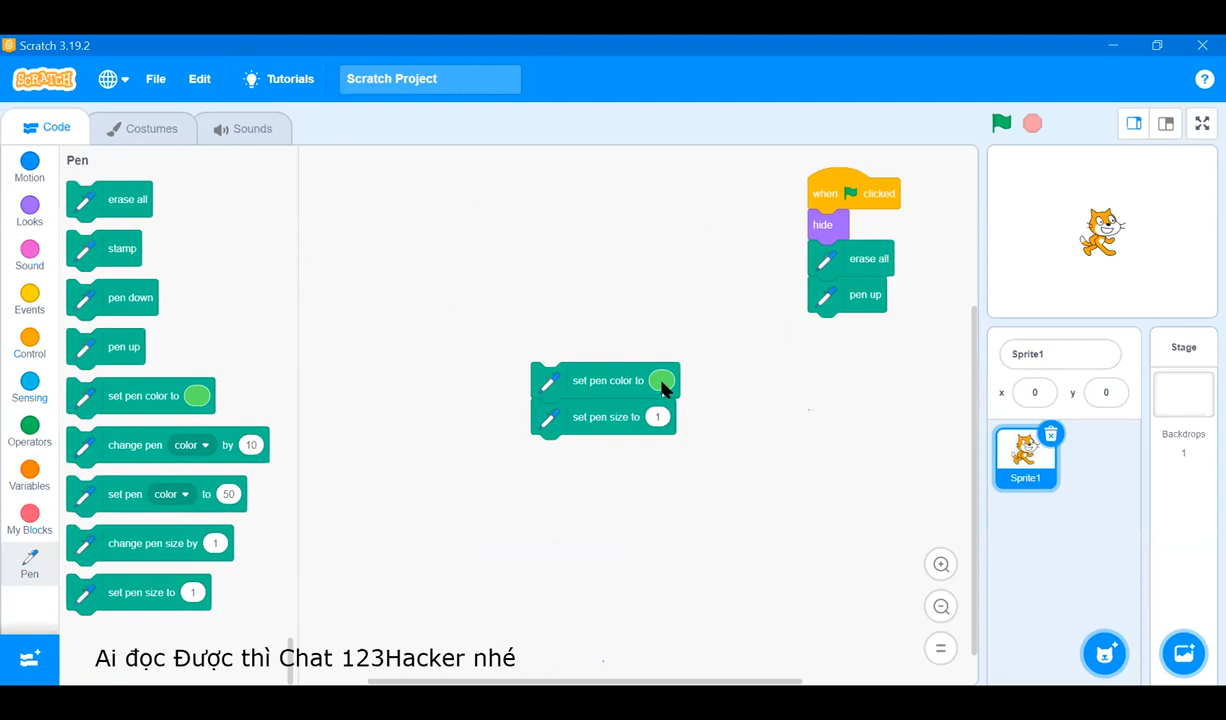 Scratch 3.19.2
SCRATCH File Edit Tutorials Scratch Project ?
Code Costumes Sounds
Motion
Looks
Sound
Events
Control
Sensing
Operators
Variables
My Blocks
Pen
Pen
erase all
stamp
pen down
pen up
set pen color to
change pen color by 10
set pen color to 50
change pen size by 1
set pen size to 1
when clicked
hide
erase all
pen up
set pen color to
set pen size to 1
Sprite1
x 0 y 0
Sprite1
Stage
Backdrops
1
Ai đọc Được thì Chat 123Hacker nhé